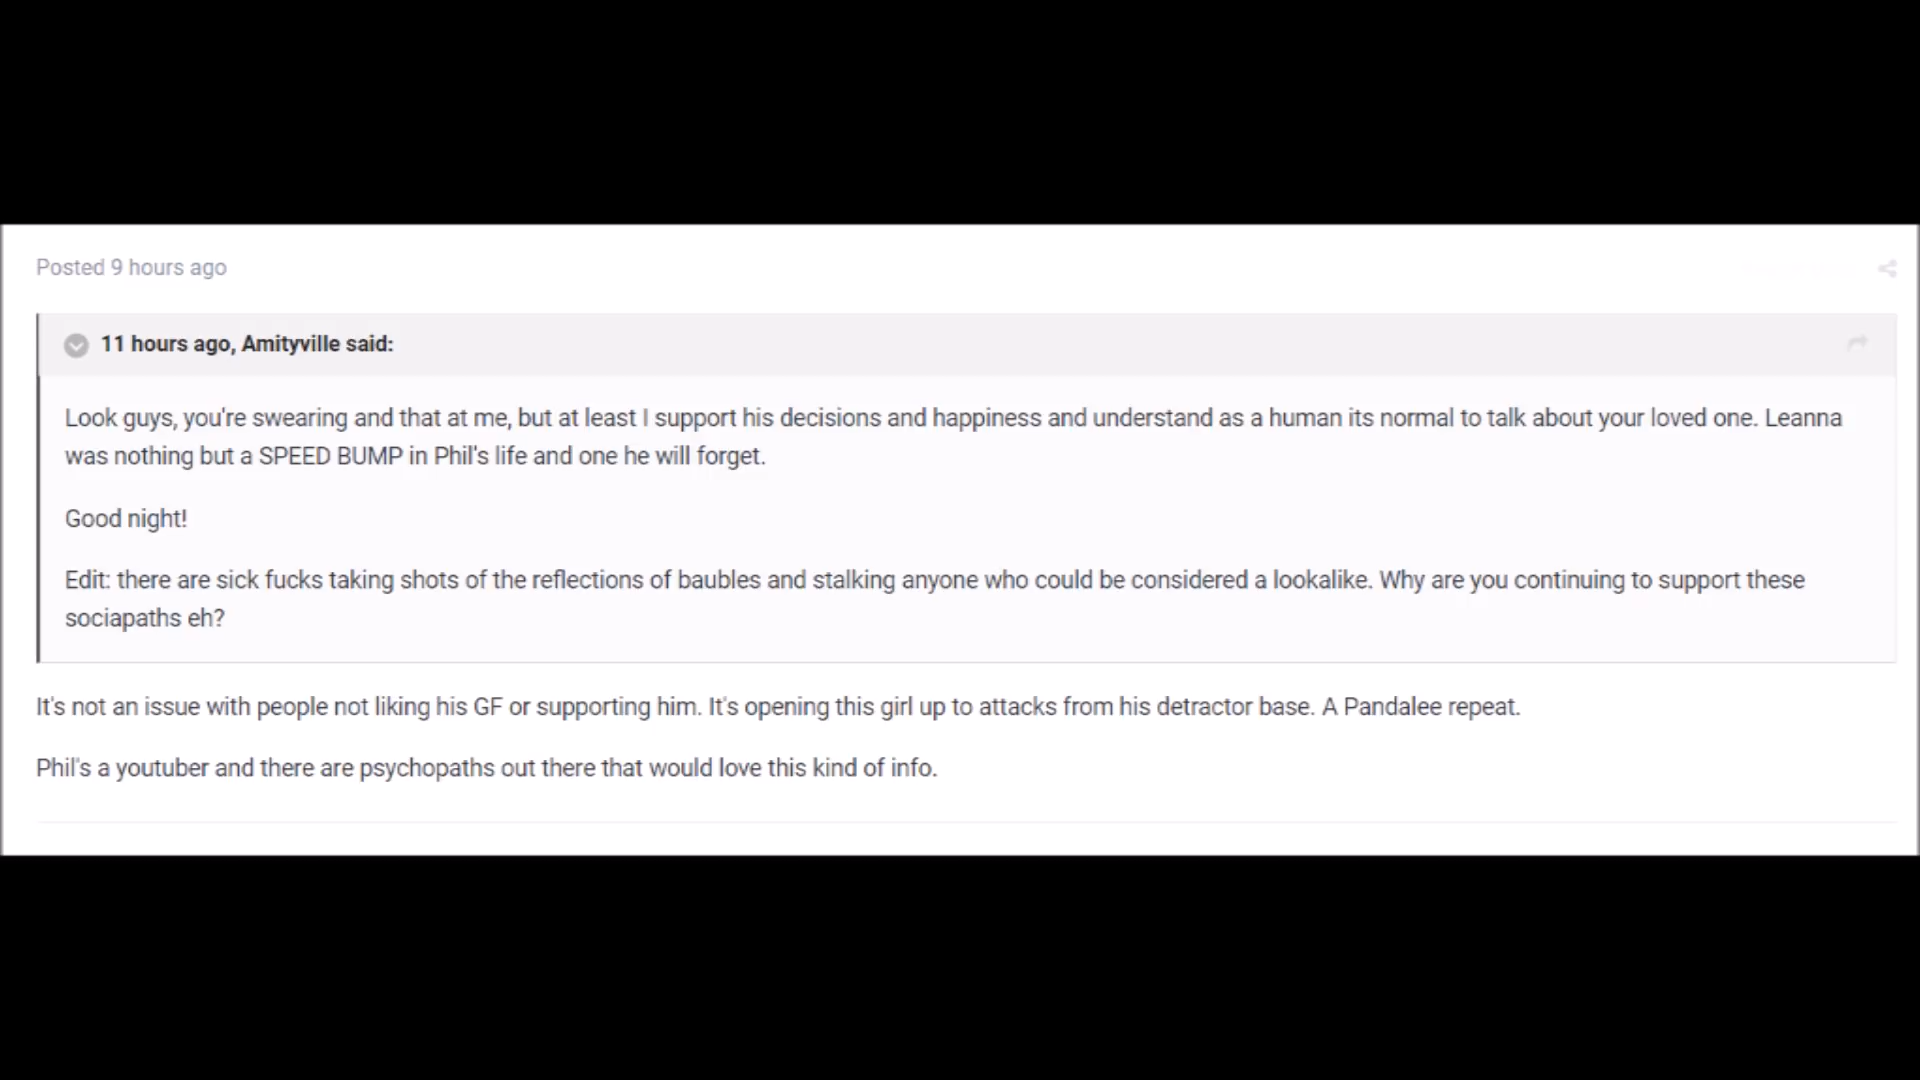 Posted 9 hours ago
11 hours ago, Amityville said:
Look guys, you're swearing and that at me, but at least I support his decisions and happiness and understand as a human its normal to talk about your loved one. Leanna
was nothing but a SPEED BUMP in Phil's life and one he will forget.
Good night!
Edit: there are sick fucks taking shots of the reflections of baubles and stalking anyone who could be considered a lookalike. Why are you continuing to support these
sociapaths eh?
It's not an issue with people not liking his GF or supporting him. It's opening this girl up to attacks from his detractor base. A Pandalee repeat.
Phil's a youtuber and there are psychopaths out there that would love this kind of info.